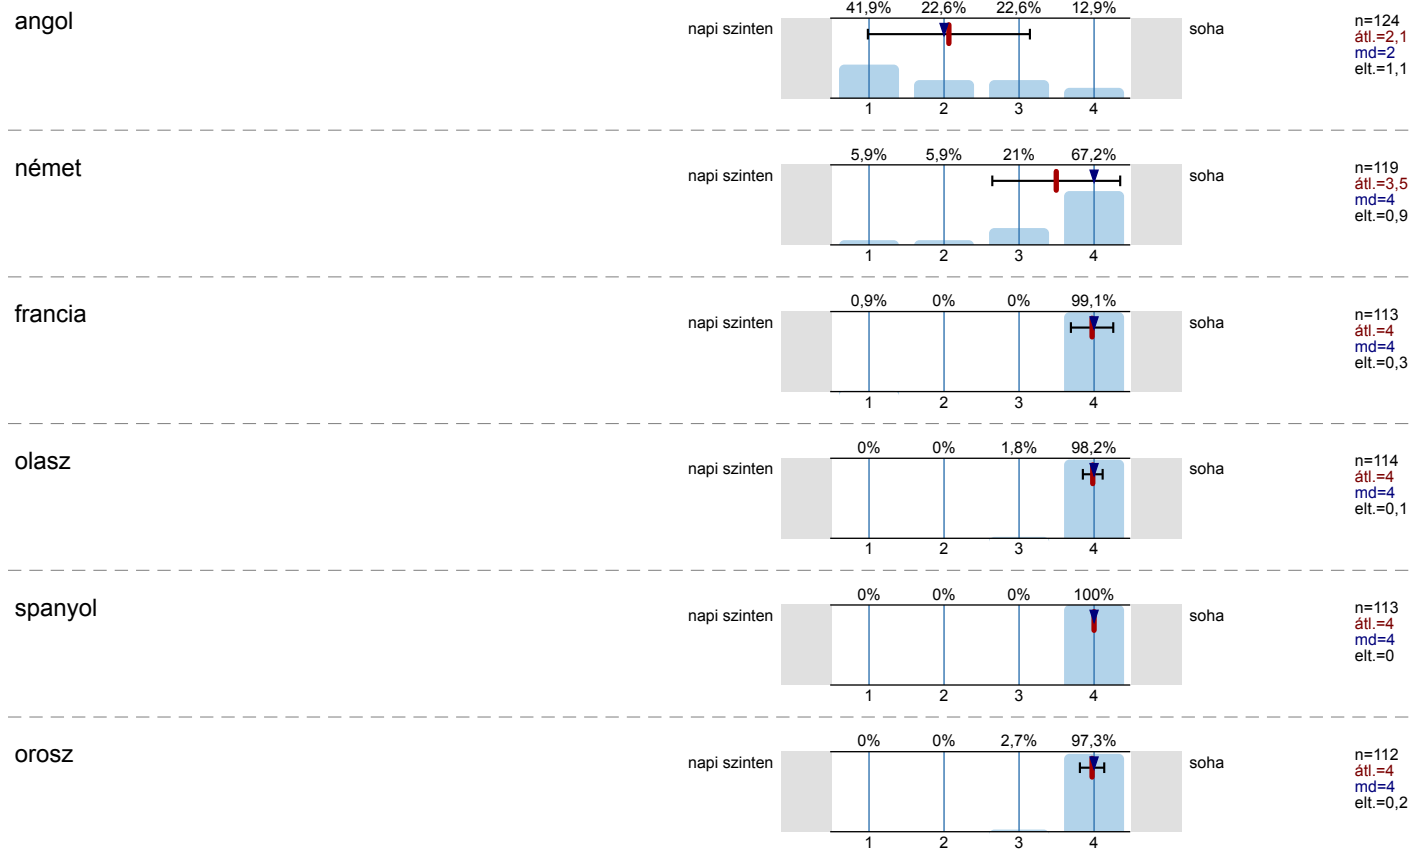 angol
41,9% 22,6% 22,6% 12,9%
napi szinten
soha
n=124
átl.=2,1
md=2
elt.=1,1
1 2 3 4
német
5,9% 5,9% 21% 67,2%
napi szinten
soha
n=119
átl.=3,5
md=4
elt.=0,9
1 2 3 4
francia
0,9% 0% 0% 99,1%
napi szinten
soha
n=113
átl.=4
md=4
elt.=0,3
1 2 3 4
olasz
0% 0% 1,8% 98,2%
napi szinten
soha
n=114
átl.=4
md=4
elt.=0,1
1 2 3 4
spanyol
0% 0% 0% 100%
napi szinten
soha
n=113
átl.=4
md=4
elt.=0
1 2 3 4
orosz
0% 0% 2,7% 97,3%
napi szinten
soha
n=112
átl.=4
md=4
elt.=0,2
1 2 3 4